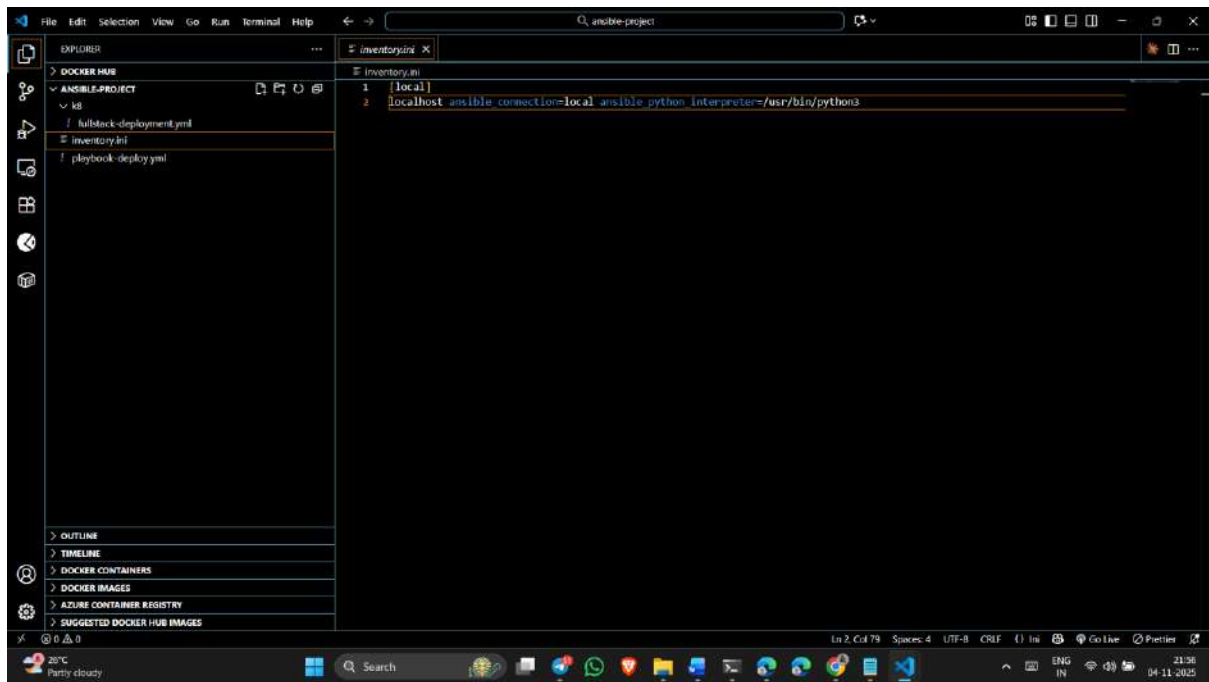 File Edit Selection View Go Run Terminal Help
ansible-project
EXPLORER
inventory.ini
DOCKER HUB
inventory.ini
ANSIBLE-PROJECT
1 [local]
k8
2 localhost ansible_connection=local ansible_python_interpreter=/usr/bin/python3
fullstack-deployment.yml
inventory.ini
playbook-deploy.yml
OUTLINE
TIMELINE
DOCKER CONTAINERS
DOCKER IMAGES
AZURE CONTAINER REGISTRY
SUGGESTED DOCKER HUB IMAGES
0 0
Ln 2, Col 79 Spaces: 4 UTF-8 CRLF {} Ini Go Live Prettier
26°C
Partly cloudy
Search
ENG
IN
21:56
04-11-2025